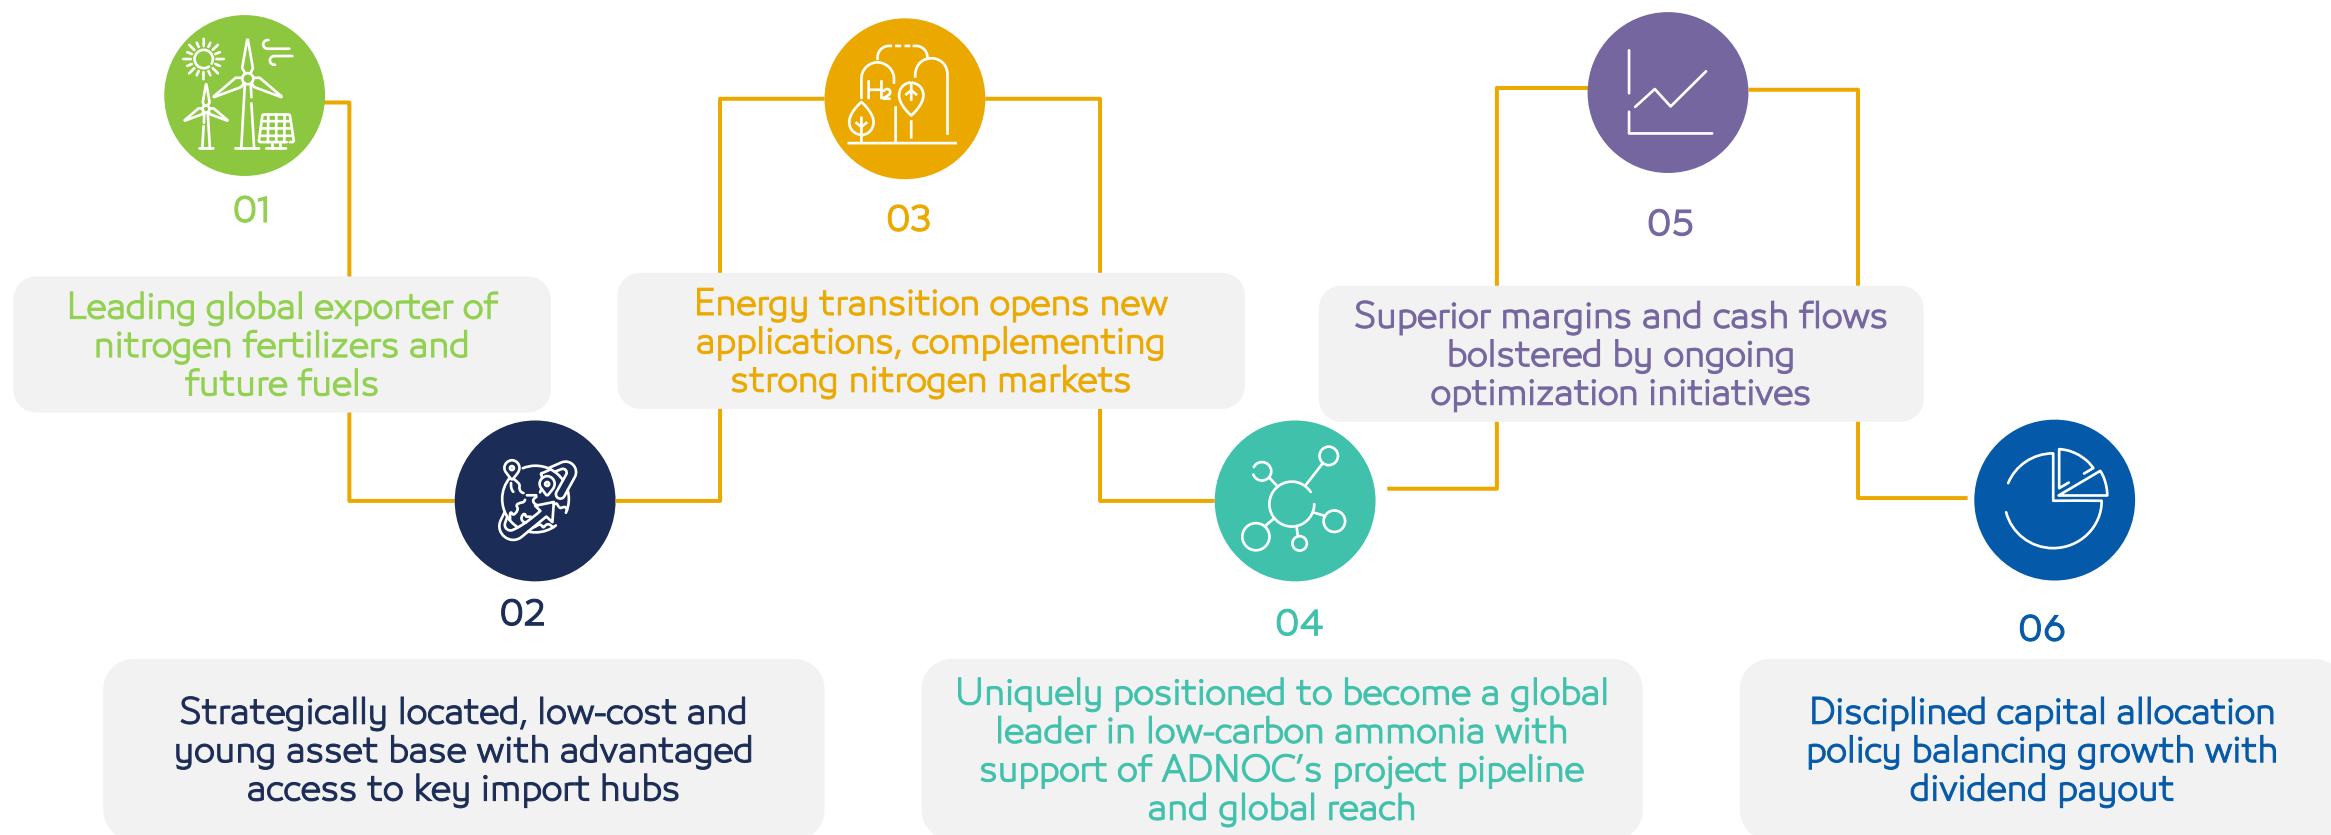 01
Leading global exporter of
nitrogen fertilizers and
future fuels
02
Strategically located, low-cost and
young asset base with advantaged
access to key import hubs
H2
03
Energy transition opens new
applications, complementing
strong nitrogen markets
04
Uniquely positioned to become a global
leader in low-carbon ammonia with
support of ADNOC’s project pipeline
and global reach
05
Superior margins and cash flows
bolstered by ongoing
optimization initiatives
06
Disciplined capital allocation
policy balancing growth with
dividend payout